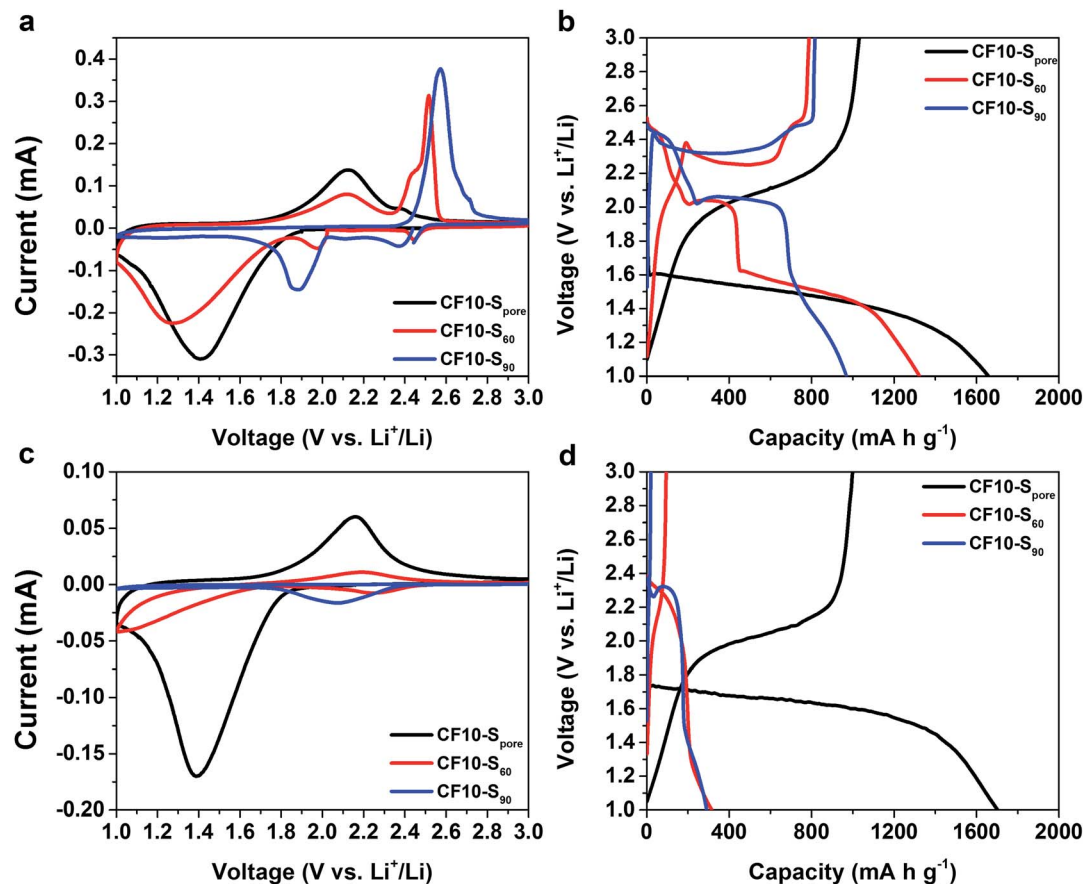 a
0.4
0.3
0.2
0.1
0.0
-0.1
-0.2
-0.3
Current (mA)
CF10-Spore
CF10-S60
CF10-S90
1.0 1.2 1.4 1.6 1.8 2.0 2.2 2.4 2.6 2.8 3.0
Voltage (V vs. Li⁺/Li)
b
3.0
2.8
2.6
2.4
2.2
2.0
1.8
1.6
1.4
1.2
1.0
Voltage (V vs. Li⁺/Li)
CF10-Spore
CF10-S60
CF10-S90
0 400 800 1200 1600 2000
Capacity (mA h g⁻¹)
c
0.10
0.05
0.00
-0.05
-0.10
-0.15
-0.20
Current (mA)
CF10-Spore
CF10-S60
CF10-S90
1.0 1.2 1.4 1.6 1.8 2.0 2.2 2.4 2.6 2.8 3.0
Voltage (V vs. Li⁺/Li)
d
3.0
2.8
2.6
2.4
2.2
2.0
1.8
1.6
1.4
1.2
1.0
Voltage (V vs. Li⁺/Li)
CF10-Spore
CF10-S60
CF10-S90
0 400 800 1200 1600 2000
Capacity (mA h g⁻¹)